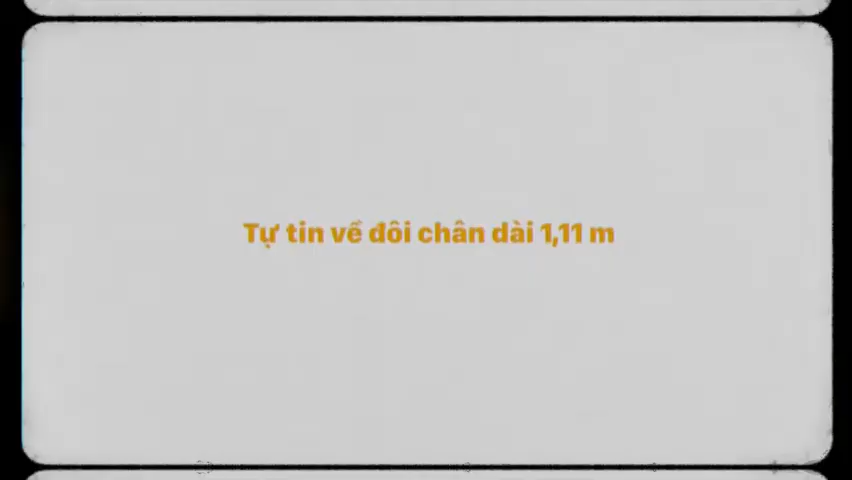 Tự tin về đôi chân dài 1,11 m